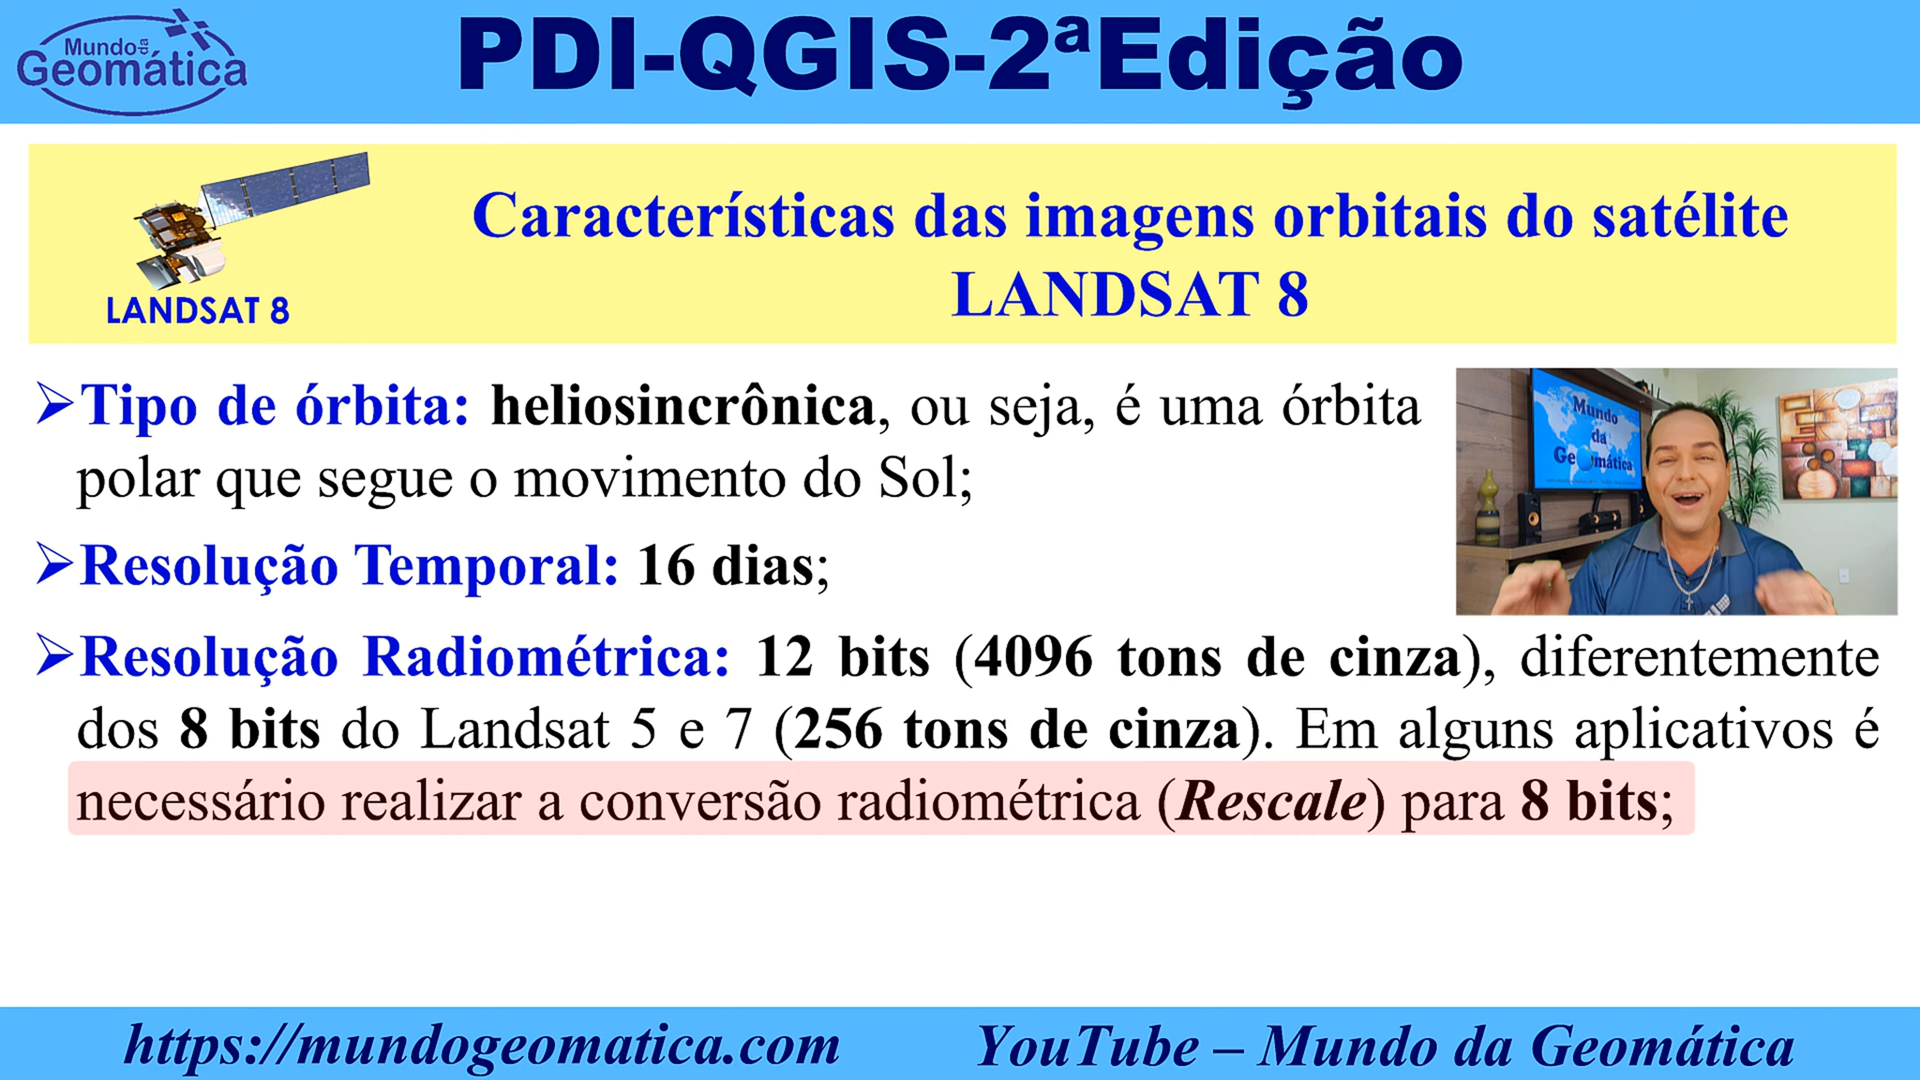 Mundo da
Geomática
PDI-QGIS-2ªEdição
LANDSAT 8
Características das imagens orbitais do satélite
LANDSAT 8
➢Tipo de órbita: heliosincrônica, ou seja, é uma órbita
polar que segue o movimento do Sol;
➢Resolução Temporal: 16 dias;
Mundo
da
Geomática
➢Resolução Radiométrica: 12 bits (4096 tons de cinza), diferentemente
dos 8 bits do Landsat 5 e 7 (256 tons de cinza). Em alguns aplicativos é
necessário realizar a conversão radiométrica (Rescale) para 8 bits;
https://mundogeomatica.com
YouTube – Mundo da Geomática